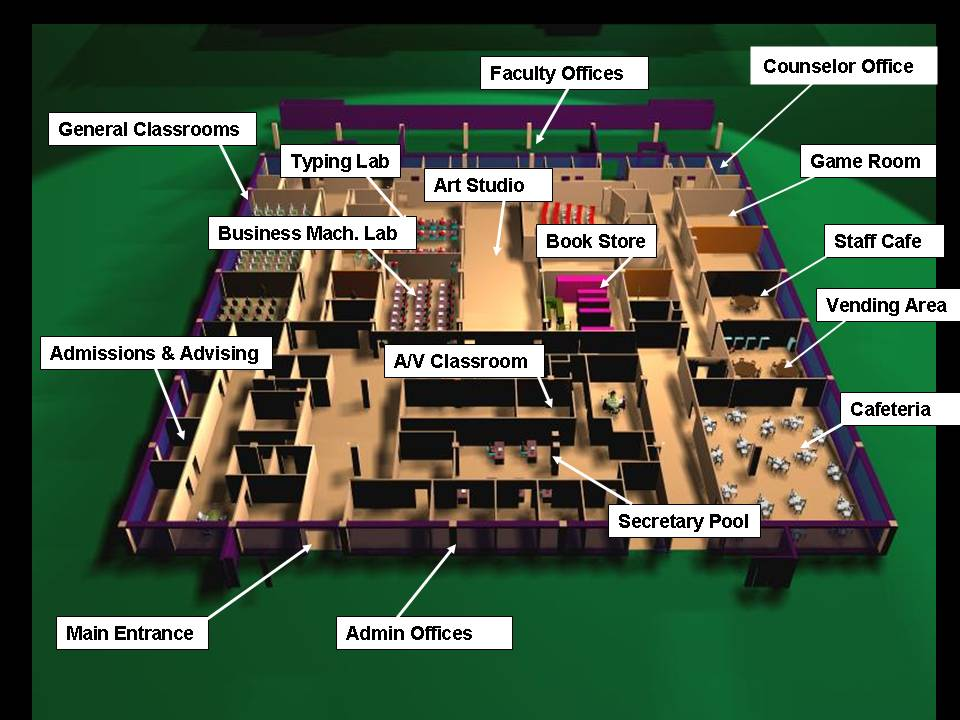 Faculty Offices
Counselor Office
General Classrooms
Typing Lab
Game Room
Art Studio
Business Mach. Lab
Book Store
Staff Cafe
Vending Area
Admissions & Advising
A/V Classroom
Cafeteria
Secretary Pool
Main Entrance
Admin Offices